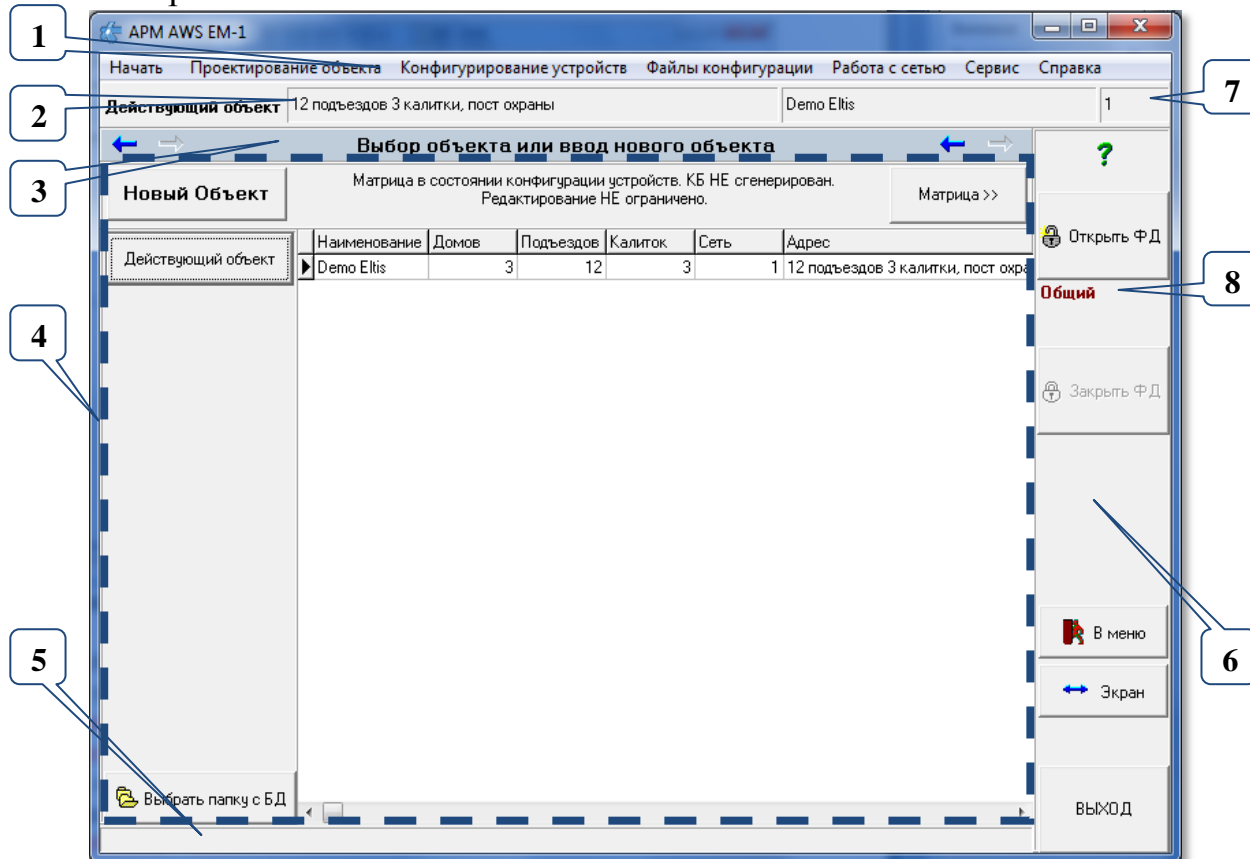 АРМ AWS EM-1
Начать Проектирование объекта Конфигурирование устройств Файлы конфигурации Работа с сетью Сервис Справка
Действующий объект 12 подъездов 3 калитки, пост охраны Demo Eltis 1
Выбор объекта или ввод нового объекта
?
Новый Объект
Матрица в состоянии конфигурации устройств. КБ НЕ сгенерирован.
Редактирование НЕ ограничено.
Матрица >>
Открыть ФД
Действующий объект
Наименование Домов Подъездов Калиток Сеть Адрес
Demo Eltis 3 12 3 1 12 подъездов 3 калитки, пост охра
Общий
Закрыть ФД
В меню
Экран
Выбрать папку с БД
ВЫХОД
1
2
3
4
5
6
7
8